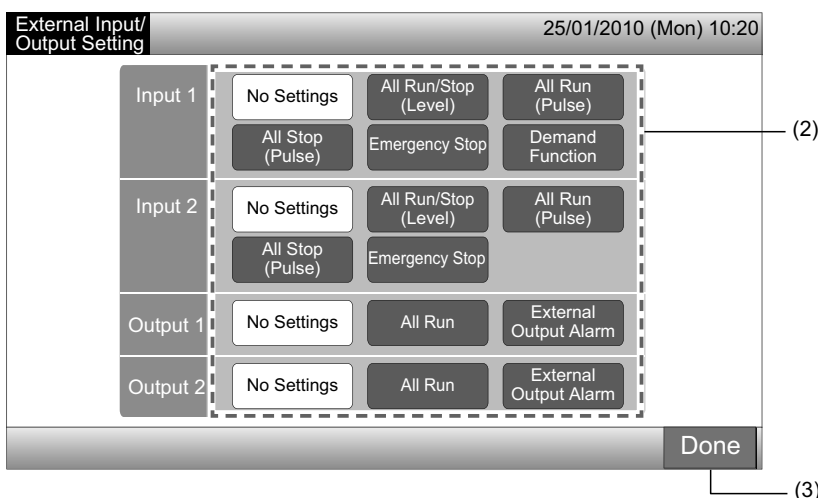 External Input/
Output Setting
25/01/2010 (Mon) 10:20
Input 1
No Settings
All Run/Stop
(Level)
All Run
(Pulse)
All Stop
(Pulse)
Emergency Stop
Demand
Function
(2)
Input 2
No Settings
All Run/Stop
(Level)
All Run
(Pulse)
All Stop
(Pulse)
Emergency Stop
Output 1
No Settings
All Run
External
Output Alarm
Output 2
No Settings
All Run
External
Output Alarm
Done
(3)